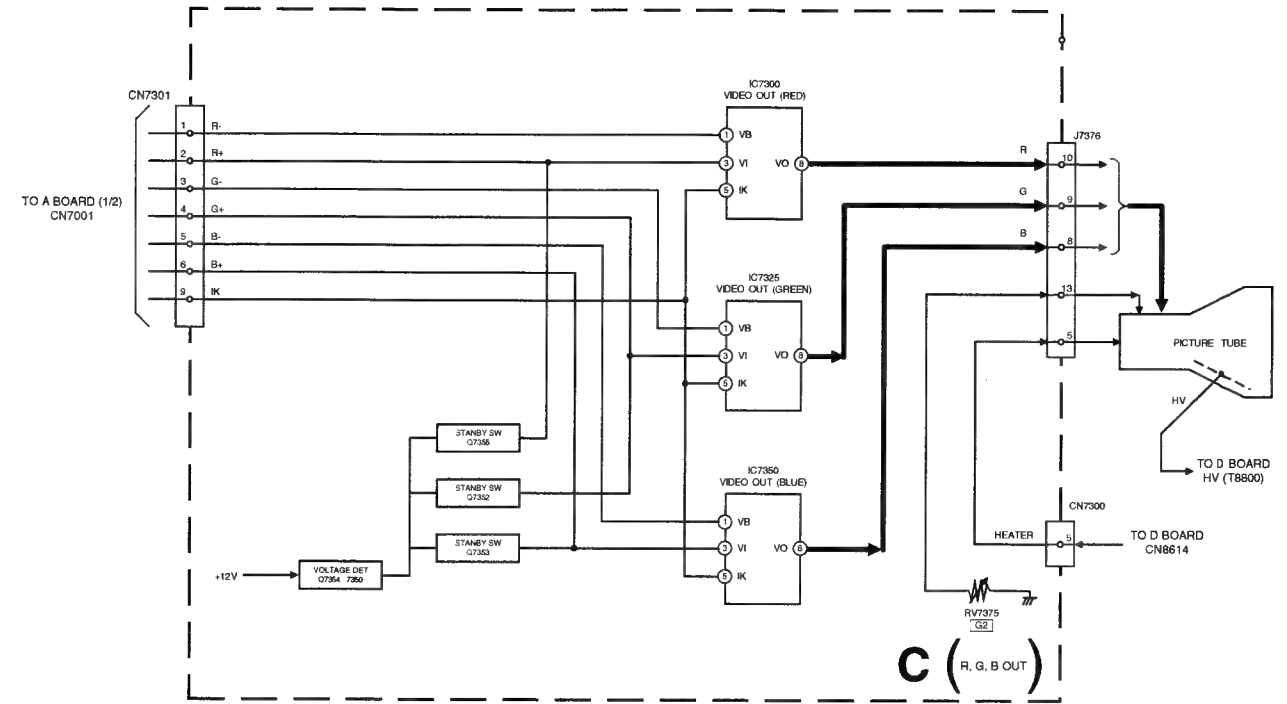 CN7301
TO A BOARD (1/2)
CN7001
1 R-
2 R+
3 G-
4 G+
5 B-
6 B+
9 IK
IC7300
VIDEO OUT (RED)
1 VB
3 VI VO 8
5 IK
IC7325
VIDEO OUT (GREEN)
1 VB
3 VI VO 8
5 IK
IC7350
VIDEO OUT (BLUE)
1 VB
3 VI VO 8
5 IK
STANBY SW
Q7355
STANBY SW
Q7352
STANBY SW
Q7353
+12V
VOLTAGE DET
Q7354 7350
J7376
R 10
G 9
B 8
13
5
PICTURE TUBE
HV
TO D BOARD
HV (T8800)
CN7300
HEATER 5
TO D BOARD
CN8614
RV7375
G2
C (R, G, B OUT)